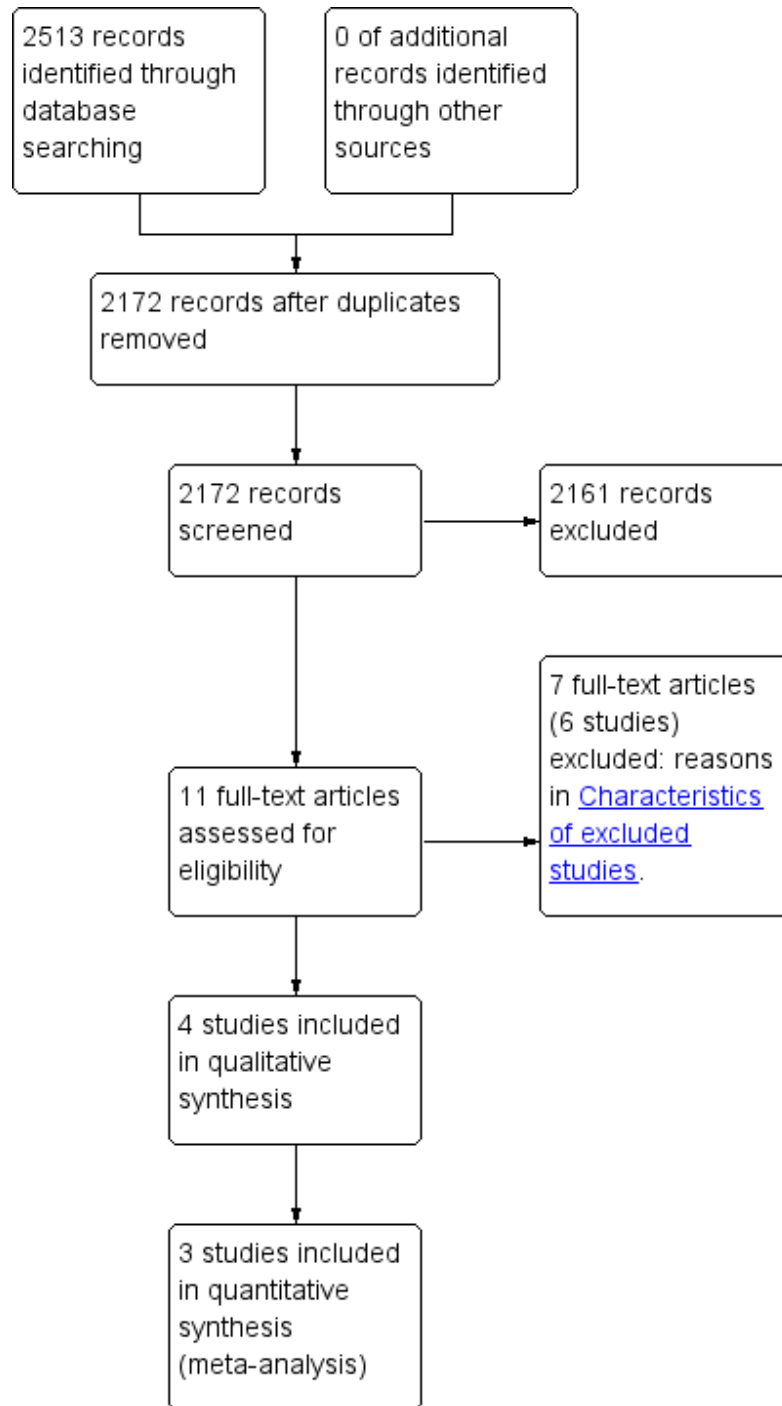 2513 records
identified through
database
searching
0 of additional
records identified
through other
sources
2172 records after duplicates
removed
2172 records
screened
2161 records
excluded
11 full-text articles
assessed for
eligibility
7 full-text articles
(6 studies)
excluded: reasons
in Characteristics
of excluded
studies.
4 studies included
in qualitative
synthesis
3 studies included
in quantitative
synthesis
(meta-analysis)